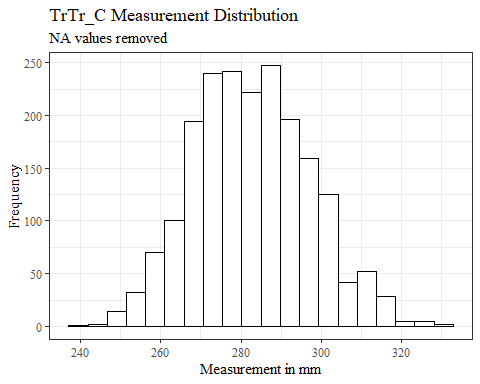 TrTr_C Measurement Distribution
NA values removed
250
200
150
100
50
0
Frequency
240 260 280 300 320
Measurement in mm